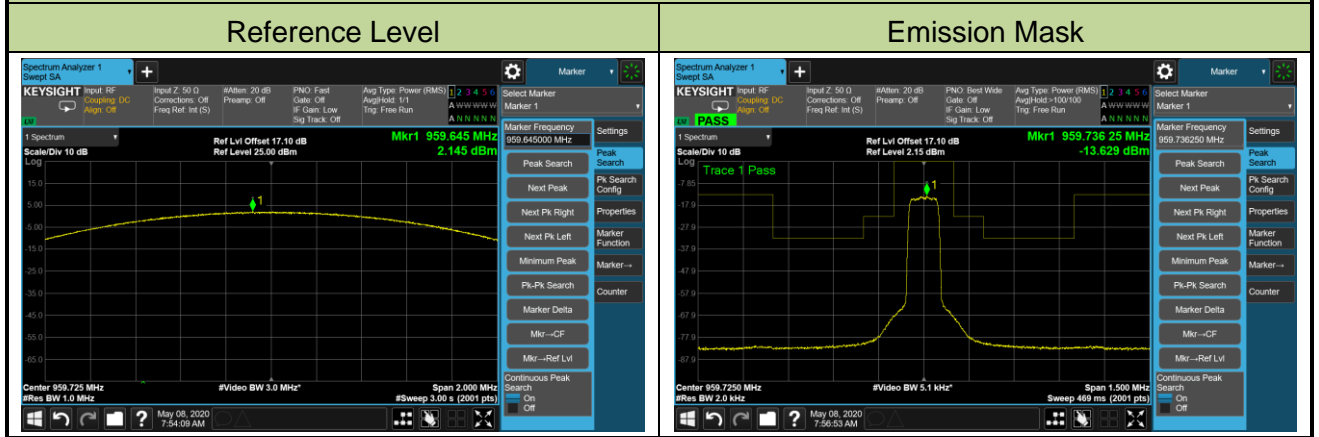 Reference Level
Emission Mask
Spectrum Analyzer 1
Swept SA
+
Marker
KEYSIGHT
Input: RF
Coupling: DC
Align: Off
Input Z: 50 Ω
Corrections: Off
Freq Ref: Int (S)
#Atten: 20 dB
Preamp: Off
PNO: Fast
Gate: Off
IF Gain: Low
Sig Track: Off
Avg Type: Power (RMS)
Avg|Hold: 1/1
Trig: Free Run
1 2 3 4 5 6
A W W W W W
A N N N N N
Select Marker
Marker 1
LXI
1 Spectrum
Scale/Div 10 dB
Log
Ref Lvl Offset 17.10 dB
Ref Level 25.00 dBm
Mkr1 959.645 MHz
2.145 dBm
15.0
5.00
-5.00
-15.0
-25.0
-35.0
-45.0
-55.0
-65.0
1
Center 959.725 MHz
#Res BW 1.0 MHz
#Video BW 3.0 MHz*
Span 2.000 MHz
#Sweep 3.00 s (2001 pts)
Marker Frequency
959.645000 MHz
Peak Search
Next Peak
Next Pk Right
Next Pk Left
Minimum Peak
Pk-Pk Search
Marker Delta
Mkr→CF
Mkr→Ref Lvl
Continuous Peak
Search
On
Off
Settings
Peak
Search
Pk Search
Config
Properties
Marker
Function
Marker→
Counter
?
May 08, 2020
7:54:09 AM
Spectrum Analyzer 1
Swept SA
+
Marker
KEYSIGHT
Input: RF
Coupling: DC
Align: Off
Input Z: 50 Ω
Corrections: Off
Freq Ref: Int (S)
#Atten: 20 dB
Preamp: Off
PNO: Best Wide
Gate: Off
IF Gain: Low
Sig Track: Off
Avg Type: Power (RMS)
Avg|Hold: >100/100
Trig: Free Run
1 2 3 4 5 6
A W W W W W
A N N N N N
Select Marker
Marker 1
LXI
PASS
1 Spectrum
Scale/Div 10 dB
Log
Ref Lvl Offset 17.10 dB
Ref Level 2.15 dBm
Mkr1 959.736 25 MHz
-13.629 dBm
Trace 1 Pass
-7.85
-17.9
-27.9
-37.9
-47.9
-57.9
-67.9
-77.9
-87.9
1
Center 959.7250 MHz
#Res BW 2.0 kHz
#Video BW 5.1 kHz*
Span 1.500 MHz
Sweep 469 ms (2001 pts)
Marker Frequency
959.736250 MHz
Peak Search
Next Peak
Next Pk Right
Next Pk Left
Minimum Peak
Pk-Pk Search
Marker Delta
Mkr→CF
Mkr→Ref Lvl
Continuous Peak
Search
On
Off
Settings
Peak
Search
Pk Search
Config
Properties
Marker
Function
Marker→
Counter
?
May 08, 2020
7:56:53 AM